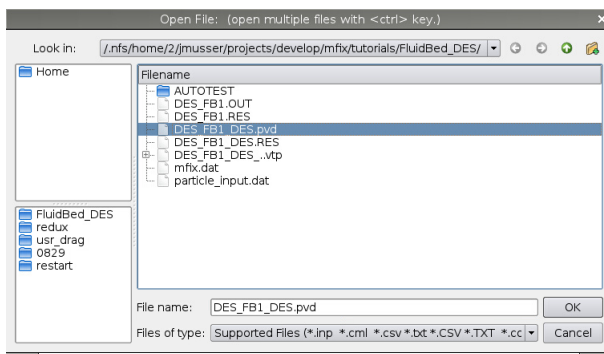 Open File: (open multiple files with <ctrl> key.)
Look in: /.nfs/home/2/jmusser/projects/develop/mfix/tutorials/FluidBed_DES/
Home
Filename
AUTOTEST
DES_FB1.OUT
DES_FB1.RES
DES_FB1_DES.pvd
DES_FB1_DES.RES
DES_FB1_DES_..vtp
mfix.dat
particle_input.dat
FluidBed_DES
redux
usr_drag
0829
restart
File name: DES_FB1_DES.pvd OK
Files of type: Supported Files (*.inp *.cml *.csv *.txt *.CSV *.TXT *.cc Cancel